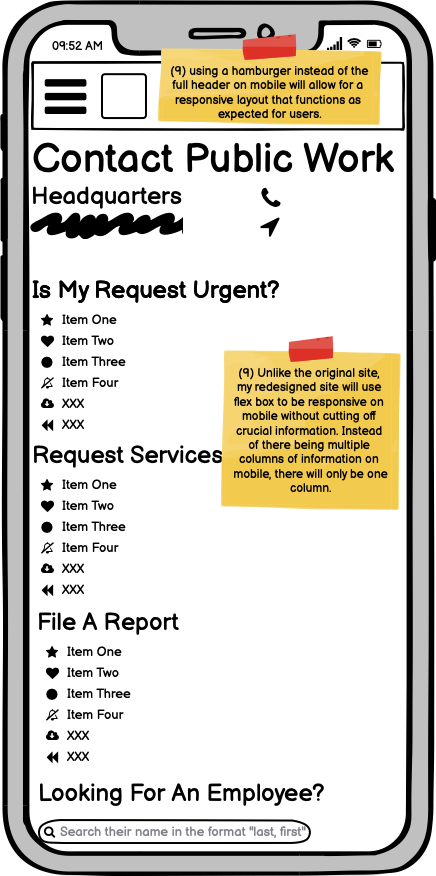 09:52 AM
(9) using a hamburger instead of the
full header on mobile will allow for a
responsive layout that functions as
expected for users.
Contact Public Work
Headquarters
Is My Request Urgent?
Item One
Item Two
Item Three
Item Four
XXX
XXX
(9) Unlike the original site,
my redesigned site will use
flex box to be responsive on
mobile without cutting off
crucial information. Instead
of there being multiple
columns of information on
mobile, there will only be one
column.
Request Services
Item One
Item Two
Item Three
Item Four
XXX
XXX
File A Report
Item One
Item Two
Item Three
Item Four
XXX
XXX
Looking For An Employee?
Search their name in the format "last, first"